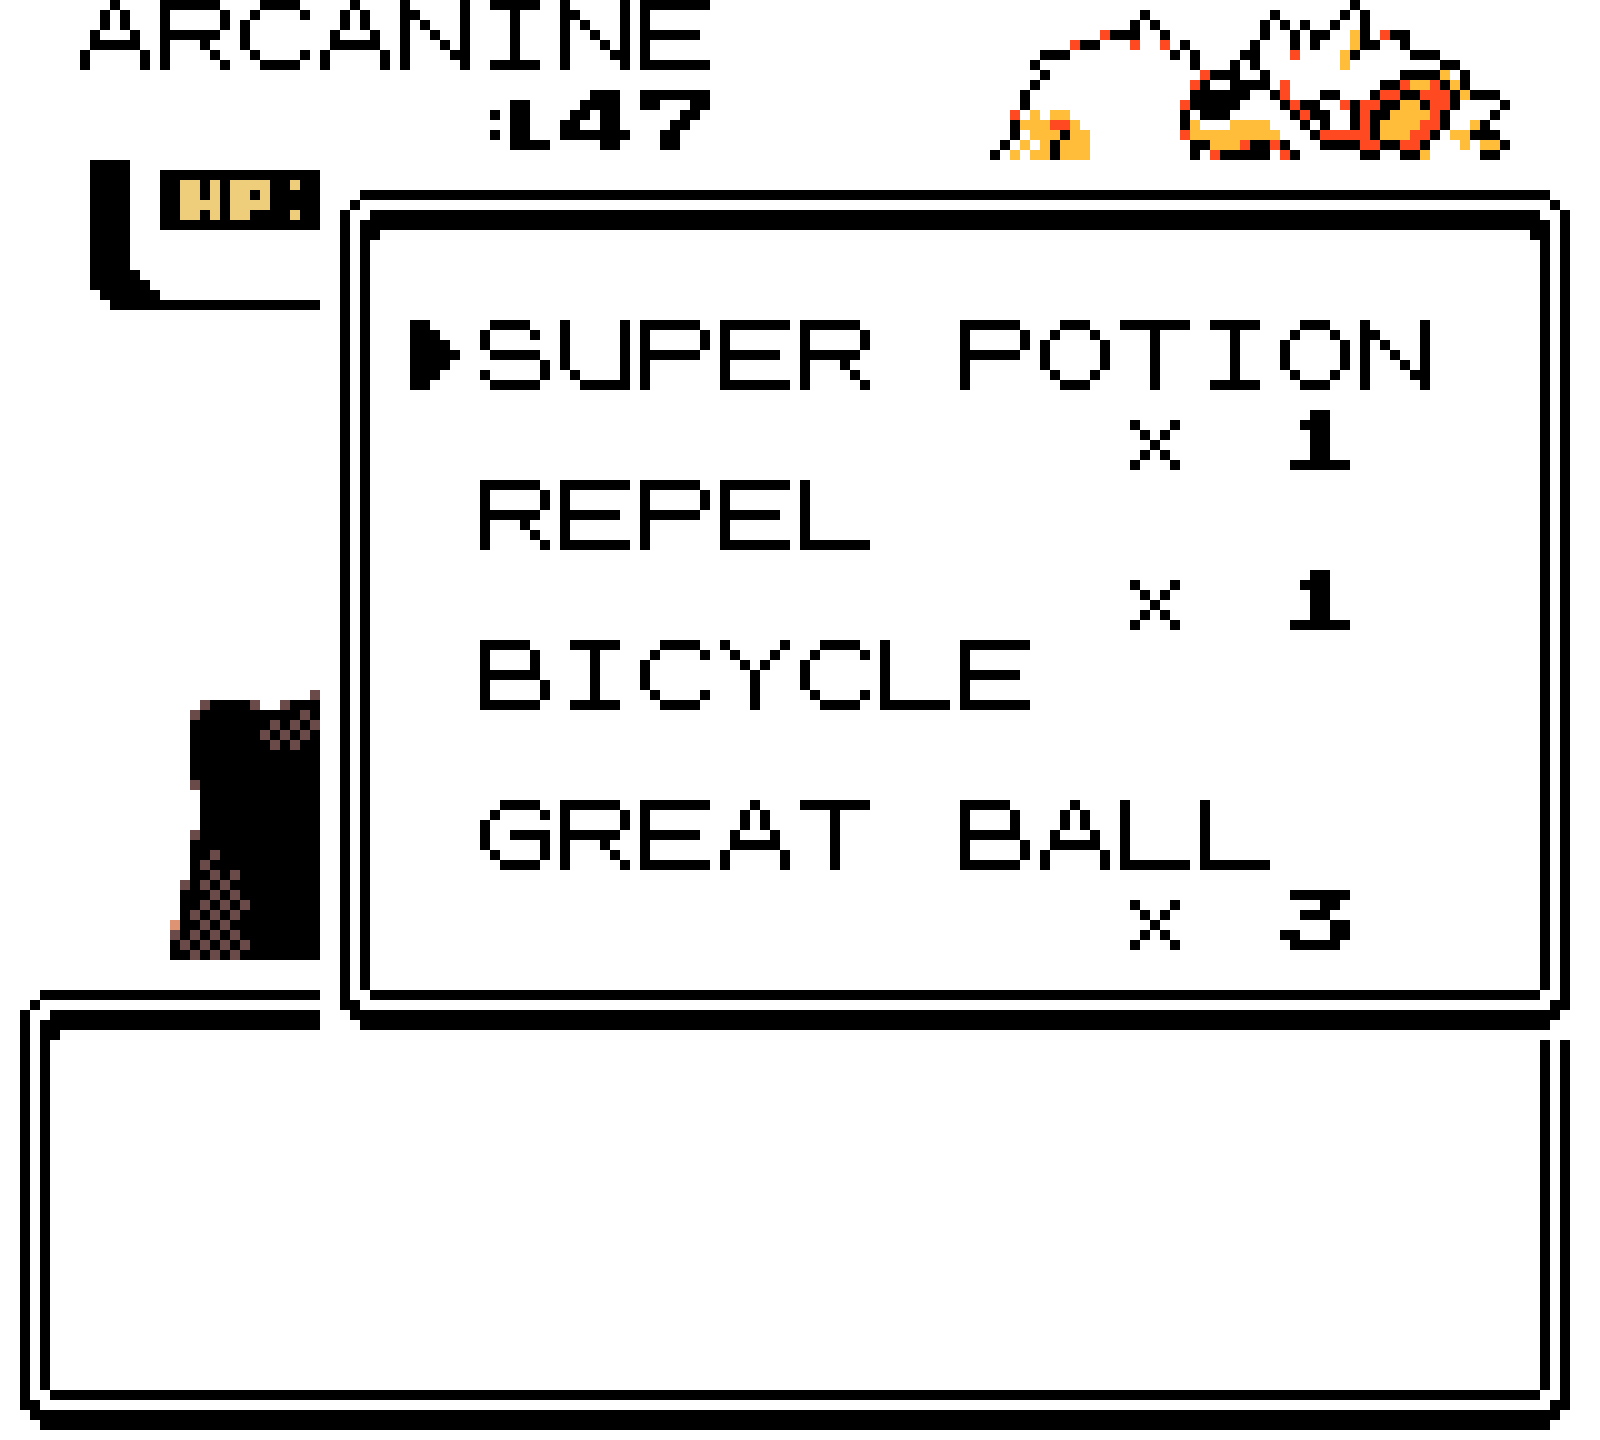 ARCANINE
:L47
HP:
▶SUPER POTION
× 1
REPEL
× 1
BICYCLE
GREAT BALL
× 3